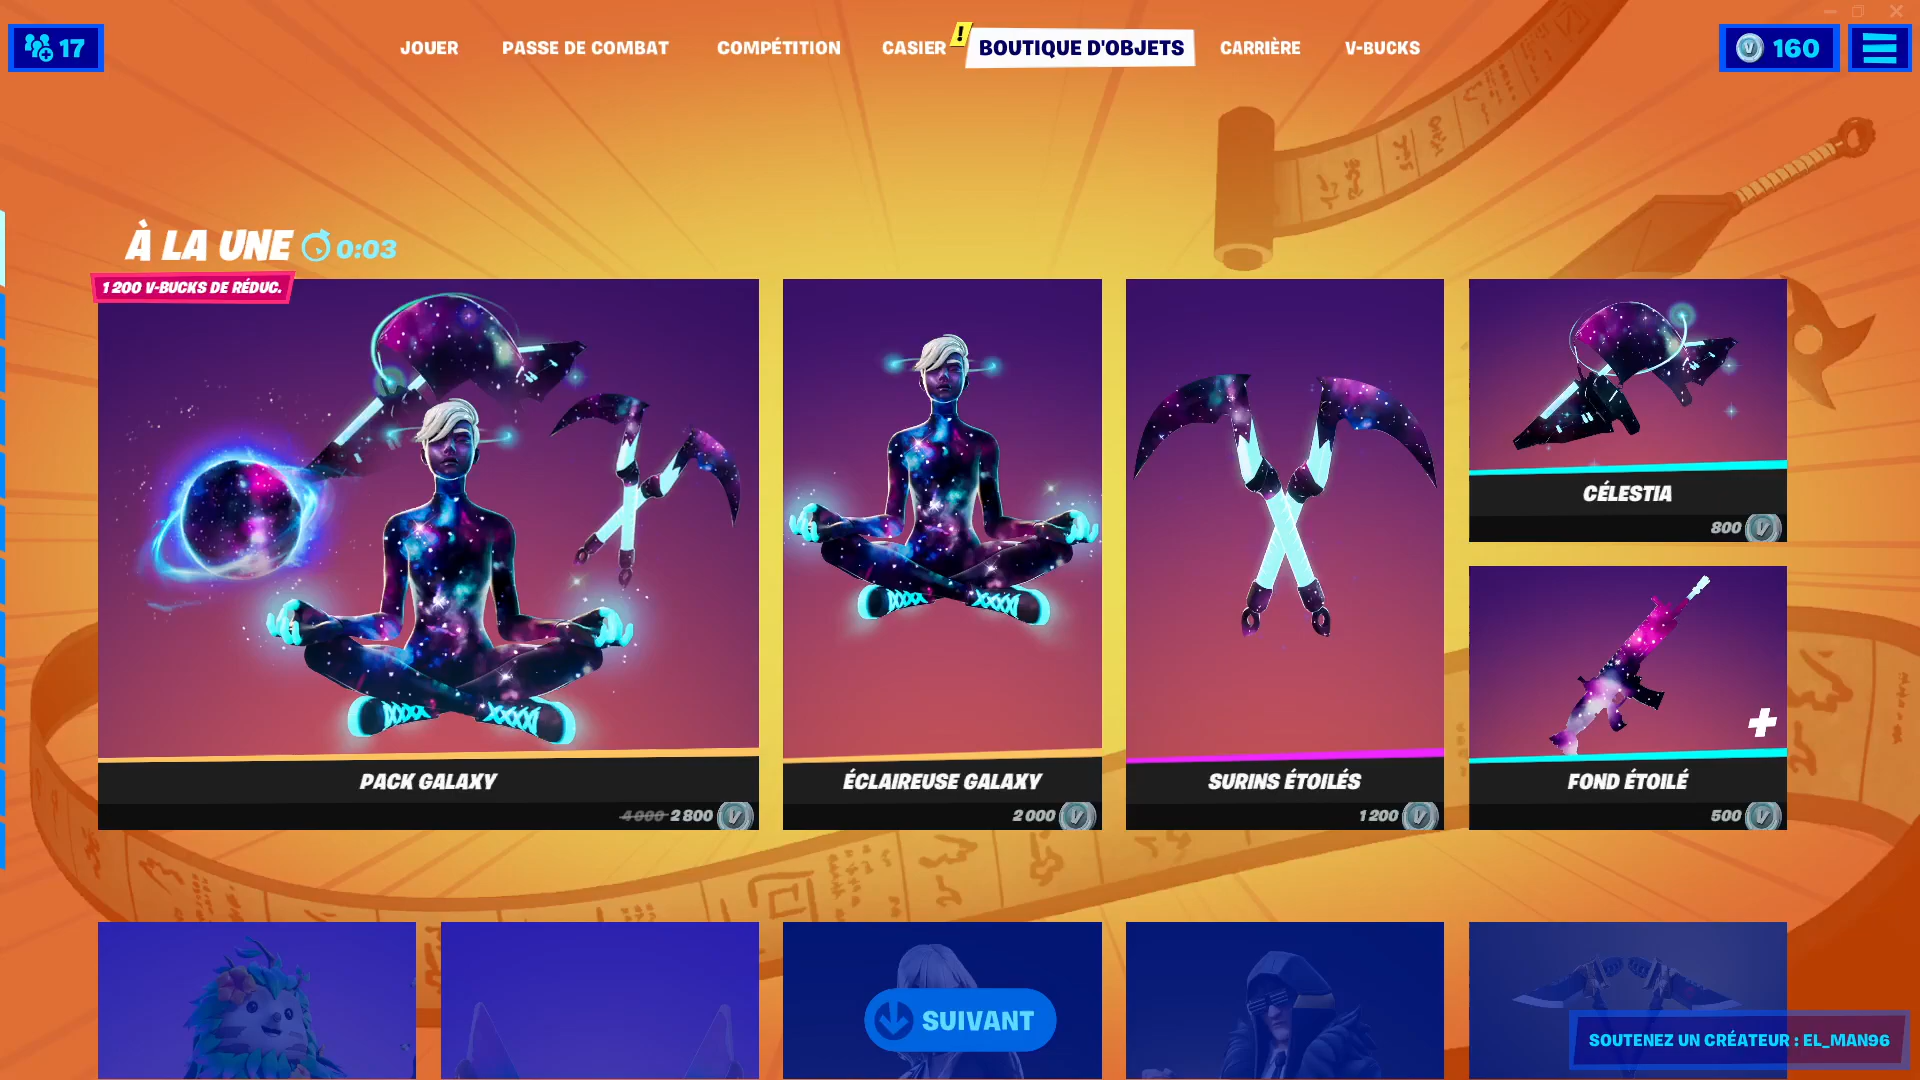 17
JOUER
PASSE DE COMBAT
COMPÉTITION
CASIER
!
BOUTIQUE D'OBJETS
CARRIÈRE
V-BUCKS
160
À LA UNE 0:03
1 200 V-BUCKS DE RÉDUC.
PACK GALAXY
4 000 2 800
ÉCLAIREUSE GALAXY
2 000
SURINS ÉTOILÉS
1 200
CÉLESTIA
800
FOND ÉTOILÉ
500
SUIVANT
SOUTENEZ UN CRÉATEUR : EL_MAN96